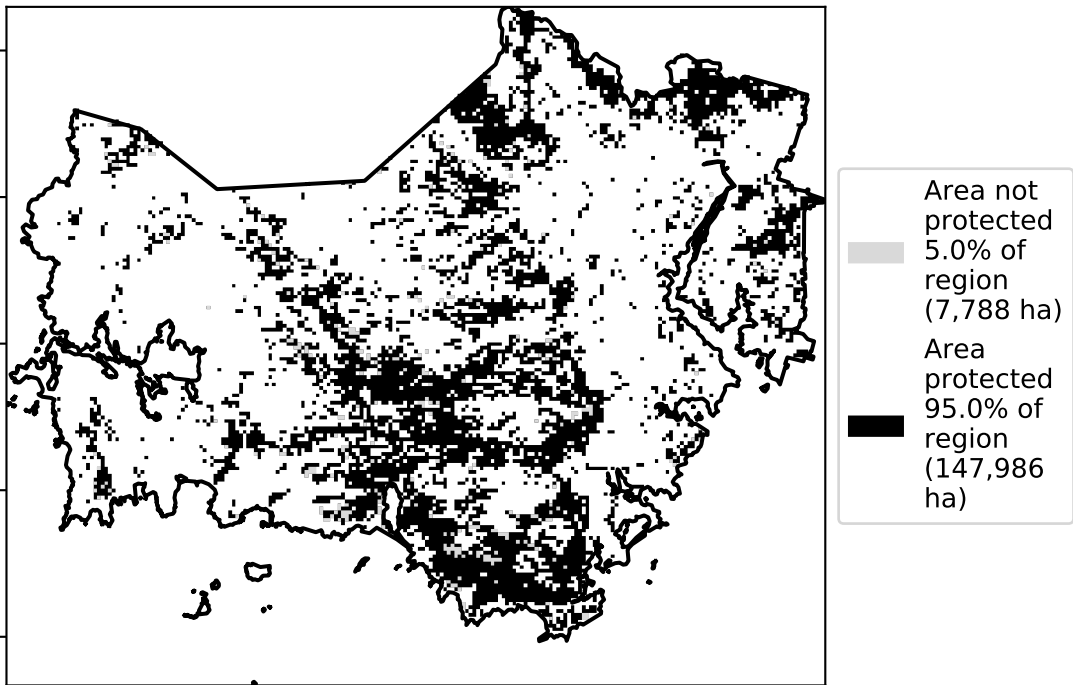 Area not
protected
5.0% of
region
(7,788 ha)
Area
protected
95.0% of
region
(147,986
ha)